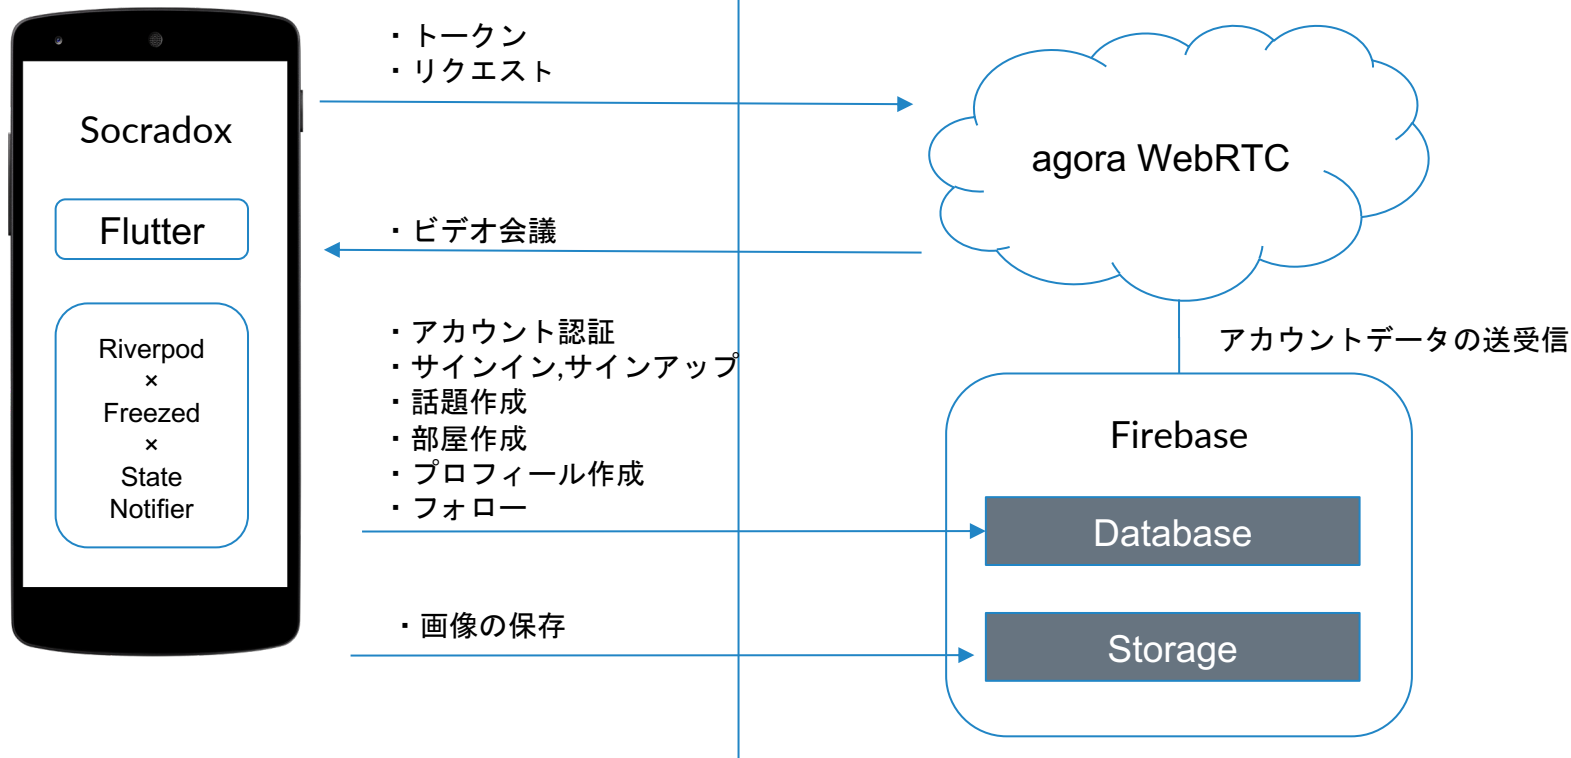 Socradox
Flutter
Riverpod
×
Freezed
×
State
Notifier
・トークン
・リクエスト
・ビデオ会議
・アカウント認証
・サインイン,サインアップ
・話題作成
・部屋作成
・プロフィール作成
・フォロー
・画像の保存
agora WebRTC
アカウントデータの送受信
Firebase
Database
Storage